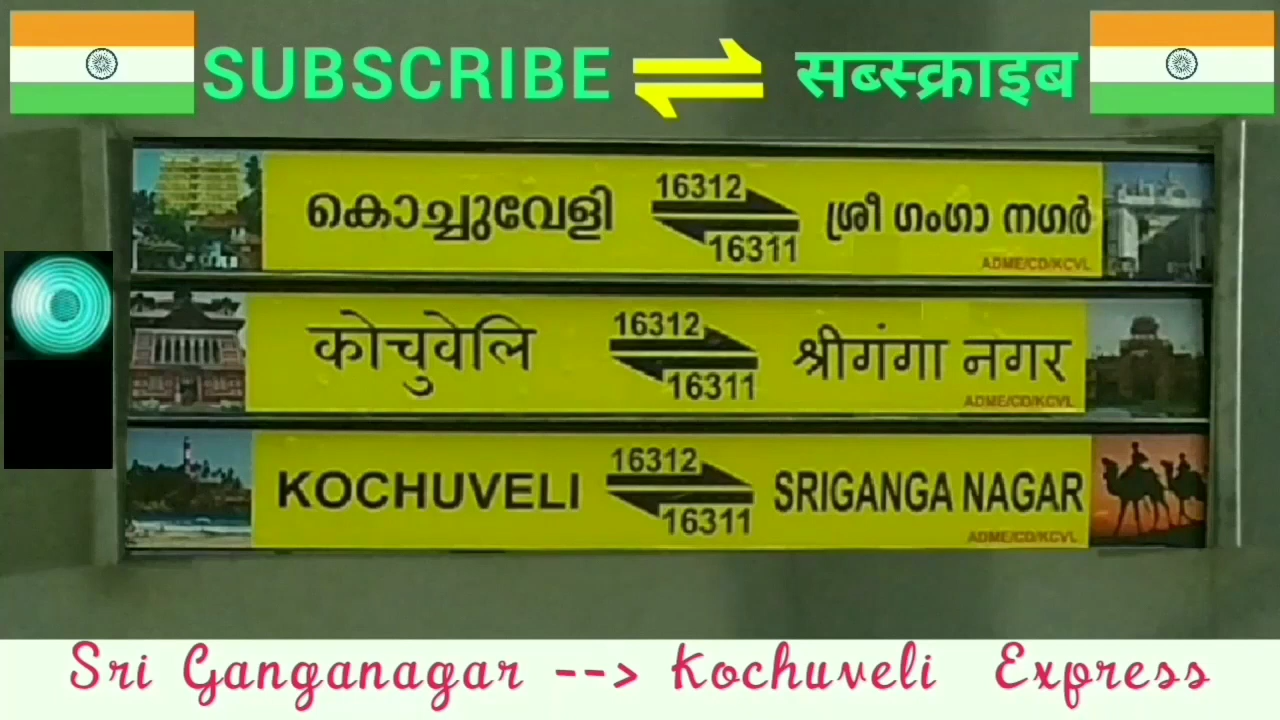 SUBSCRIBE सब्स्क्राइब
കൊച്ചുവേളി 16312 16311 ശ്രീ ഗംഗാ നഗർ
ADME/CD/KCVL
कोचुवेलि 16312 16311 श्रीगंगा नगर
ADME/CD/KCVL
KOCHUVELI 16312 16311 SRIGANGA NAGAR
ADME/CD/KCVL
Sri Ganganagar --> Kochuveli Express